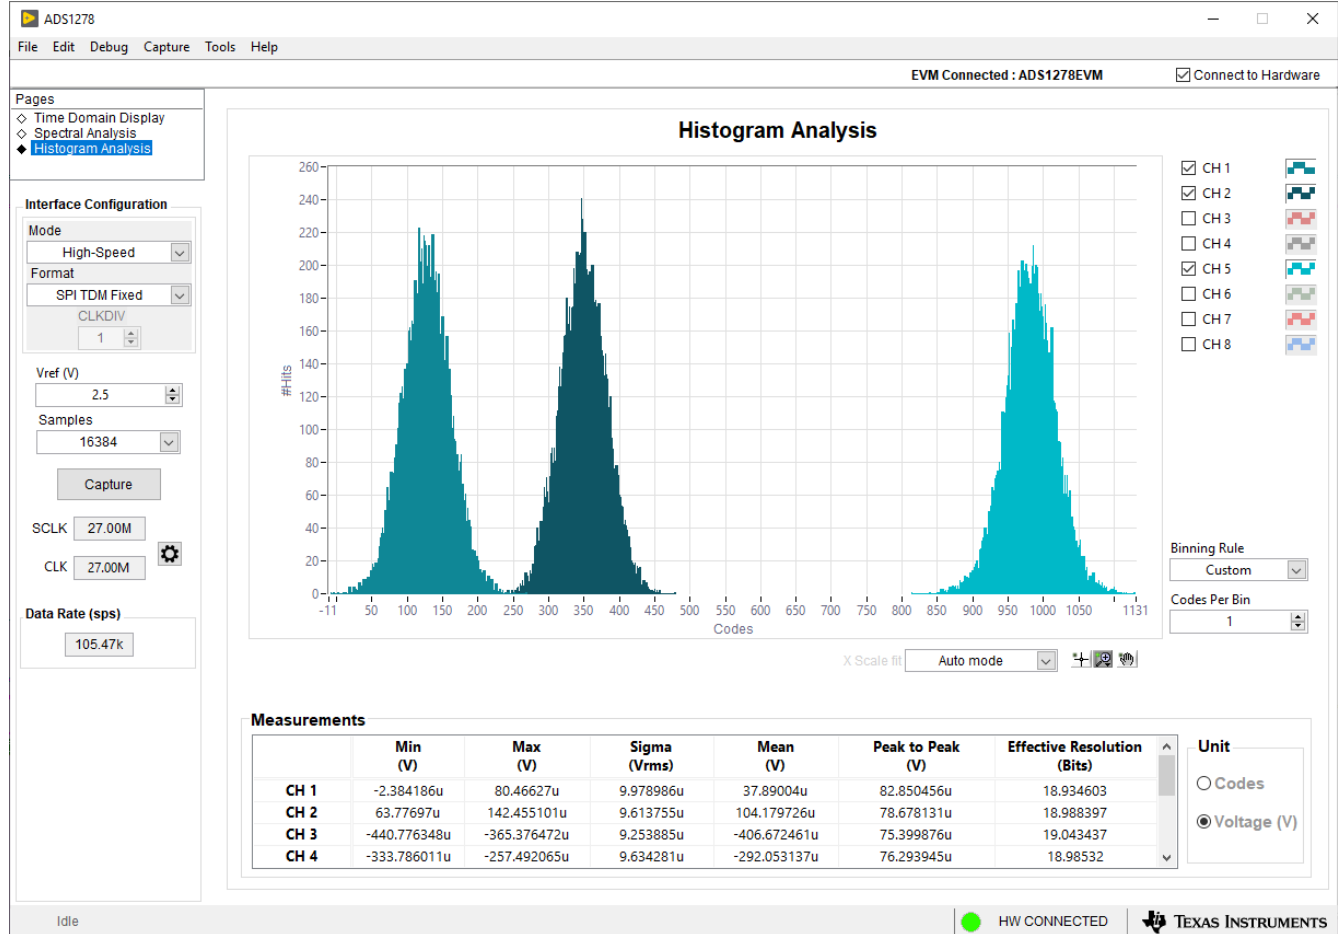 ADS1278
File Edit Debug Capture Tools Help
EVM Connected : ADS1278EVM
Connect to Hardware
Pages
Time Domain Display
Spectral Analysis
Histogram Analysis
Interface Configuration
Mode
High-Speed
Format
SPI TDM Fixed
CLKDIV
1
Vref (V)
2.5
Samples
16384
Capture
SCLK 27.00M
CLK 27.00M
Data Rate (sps)
105.47k
Histogram Analysis
260
240
220
200
180
160
140
120
100
80
60
40
20
0
#Hits
-11 50 100 150 200 250 300 350 400 450 500 550 600 650 700 750 800 850 900 950 1000 1050 1131
Codes
CH 1
CH 2
CH 3
CH 4
CH 5
CH 6
CH 7
CH 8
Binning Rule
Custom
Codes Per Bin
1
X Scale fit Auto mode
Measurements
Min Max Sigma Mean Peak to Peak Effective Resolution
(V) (V) (Vrms) (V) (V) (Bits)
CH 1 -2.384186u 80.46627u 9.978986u 37.89004u 82.850456u 18.934603
CH 2 63.77697u 142.455101u 9.613755u 104.179726u 78.678131u 18.988397
CH 3 -440.776348u -365.376472u 9.253885u -406.672461u 75.399876u 19.043437
CH 4 -333.786011u -257.492065u 9.634281u -292.053137u 76.293945u 18.98532
Unit
Codes
Voltage (V)
Idle
HW CONNECTED
TEXAS INSTRUMENTS